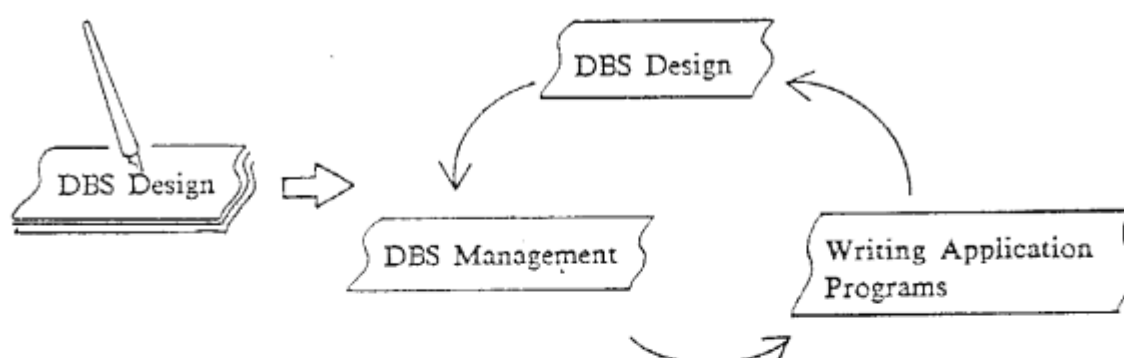 DBS Design
DBS Design
DBS Management
Writing Application
Programs